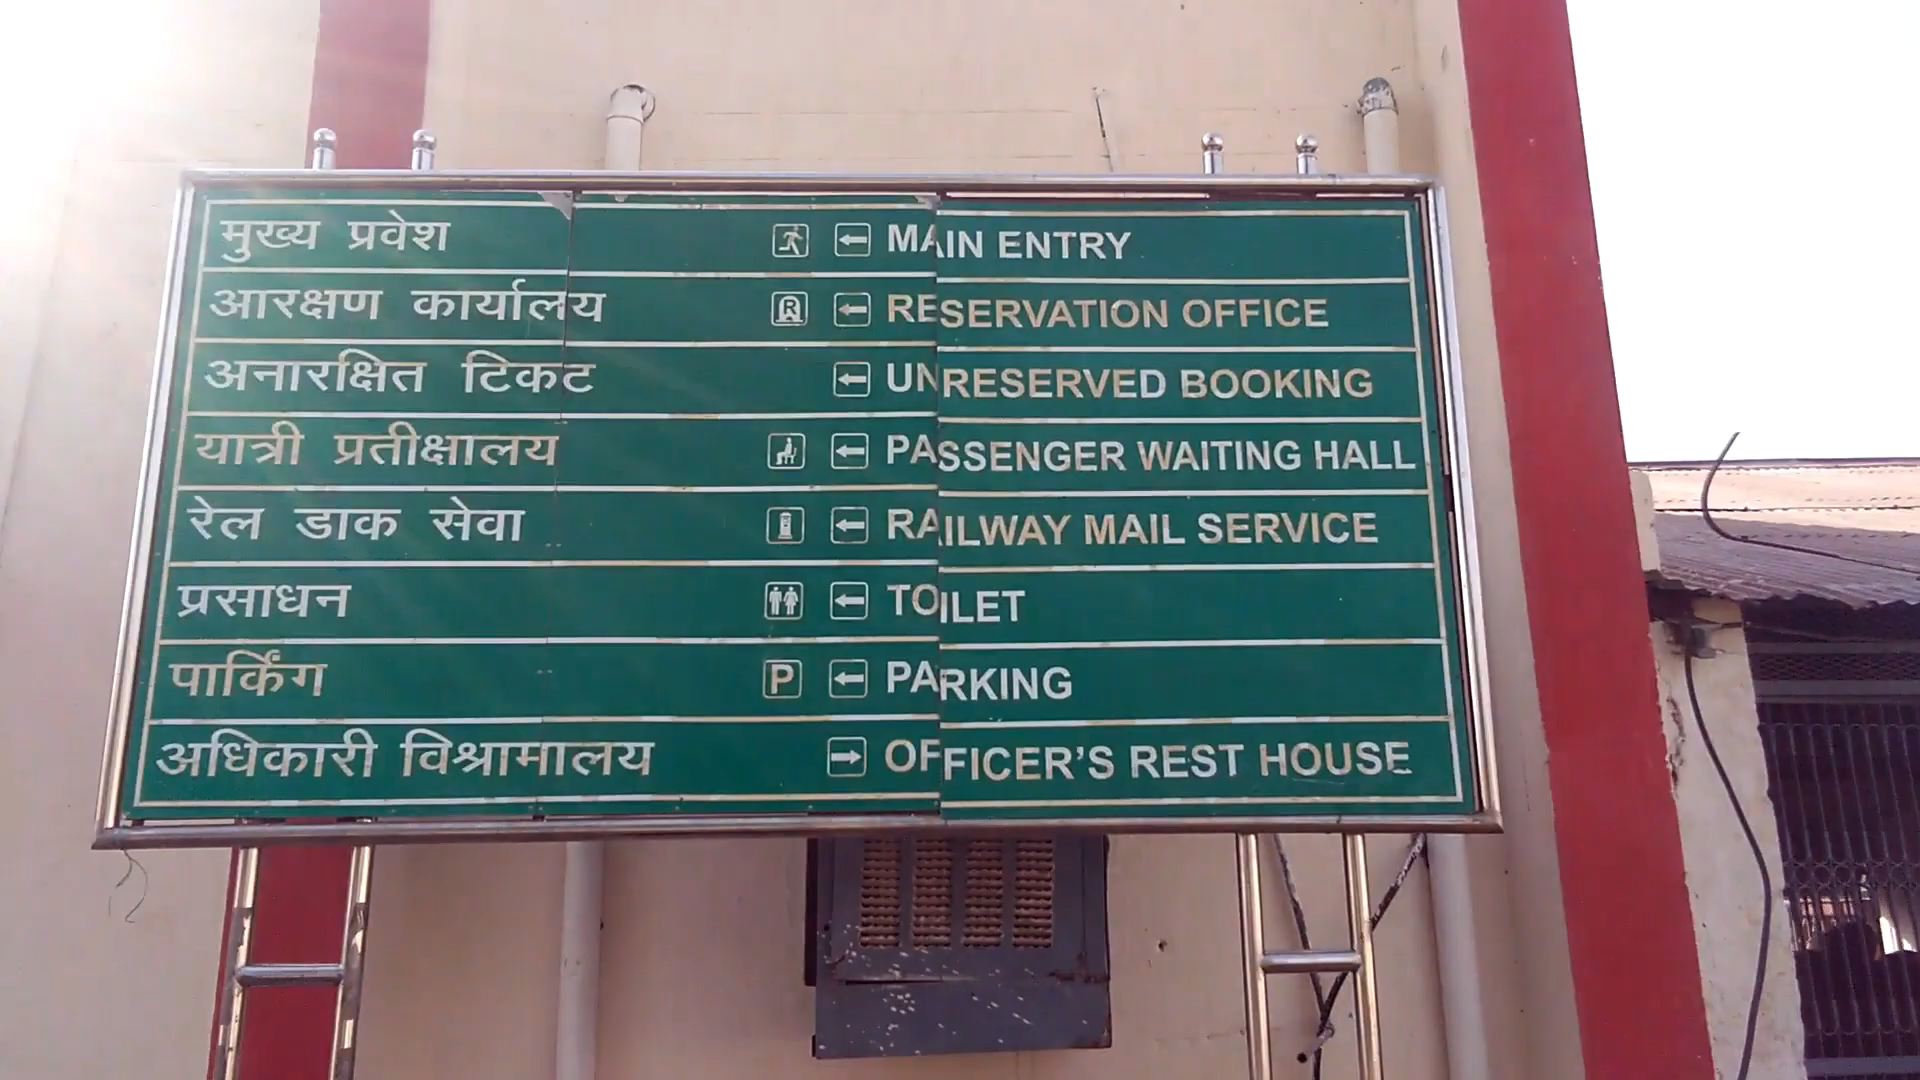 मुख्य प्रवेश MAIN ENTRY
आरक्षण कार्यालय R RESERVATION OFFICE
अनारक्षित टिकट UNRESERVED BOOKING
यात्री प्रतीक्षालय PASSENGER WAITING HALL
रेल डाक सेवा RAILWAY MAIL SERVICE
प्रसाधन TOILET
पार्किंग P PARKING
अधिकारी विश्रामालय OFFICER'S REST HOUSE